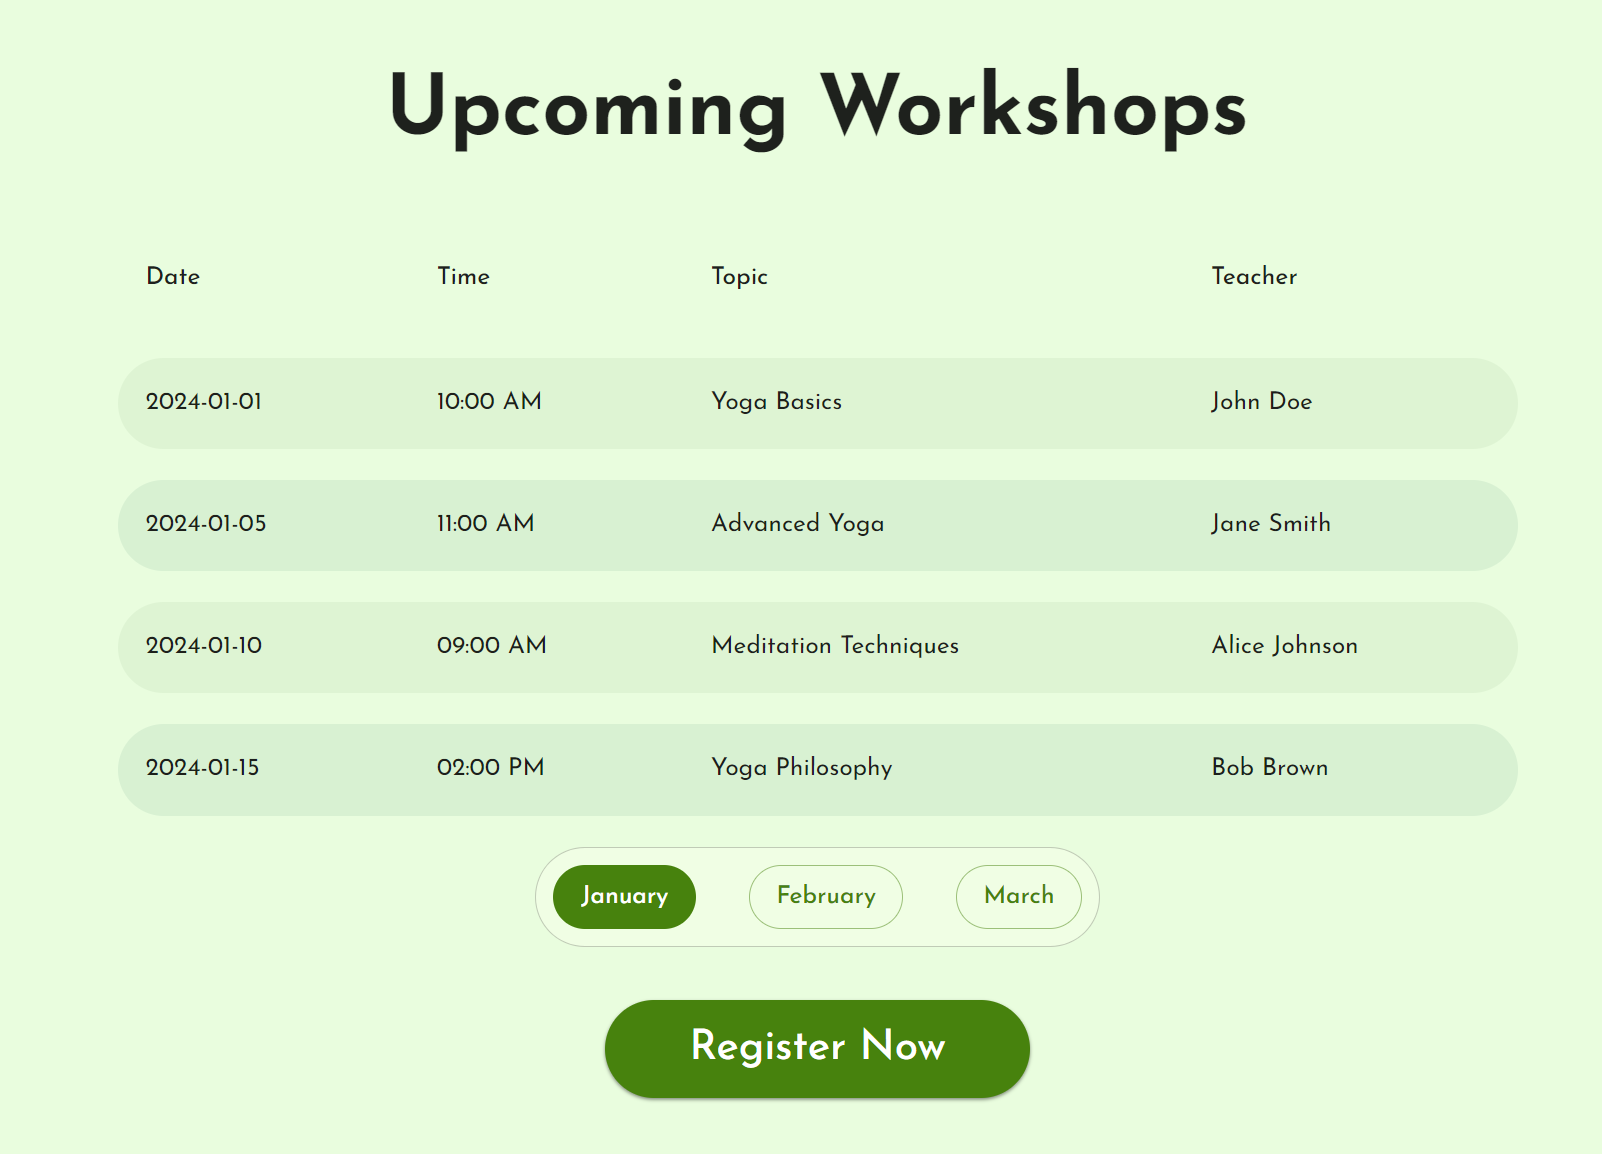 Upcoming Workshops
Date Time Topic Teacher
2024-01-01 10:00 AM Yoga Basics John Doe
2024-01-05 11:00 AM Advanced Yoga Jane Smith
2024-01-10 09:00 AM Meditation Techniques Alice Johnson
2024-01-15 02:00 PM Yoga Philosophy Bob Brown
January February March
Register Now